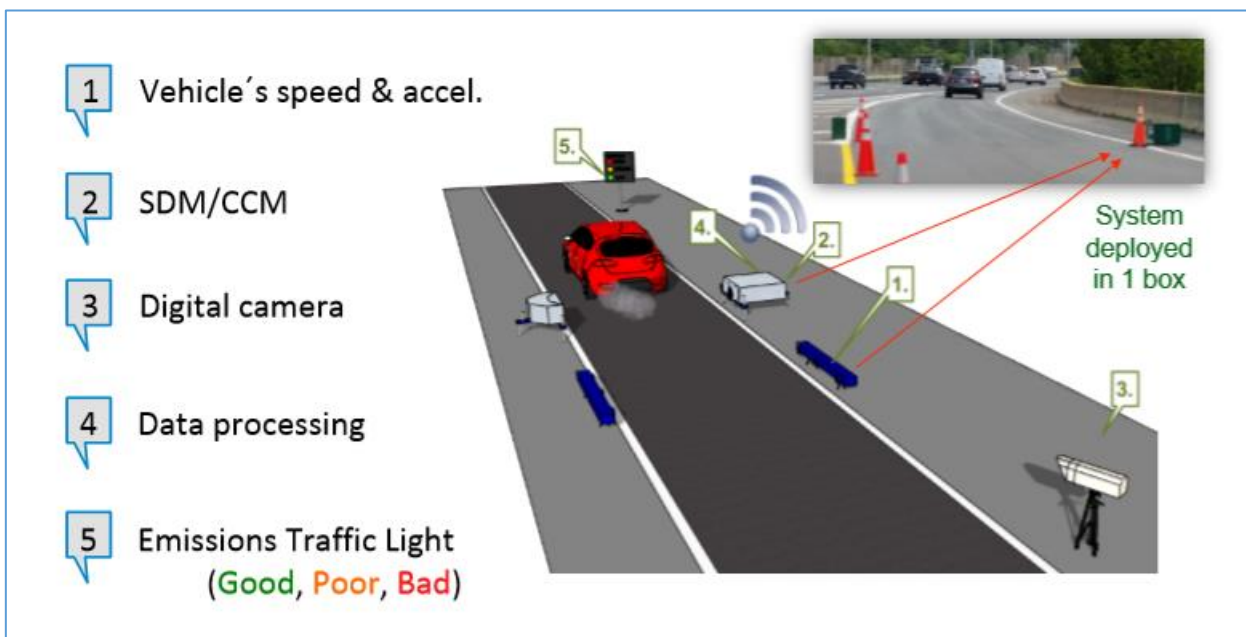 1 Vehicle´s speed & accel.
2 SDM/CCM
3 Digital camera
4 Data processing
5 Emissions Traffic Light
(Good, Poor, Bad)
5.
4.
2.
1.
3.
System
deployed
in 1 box